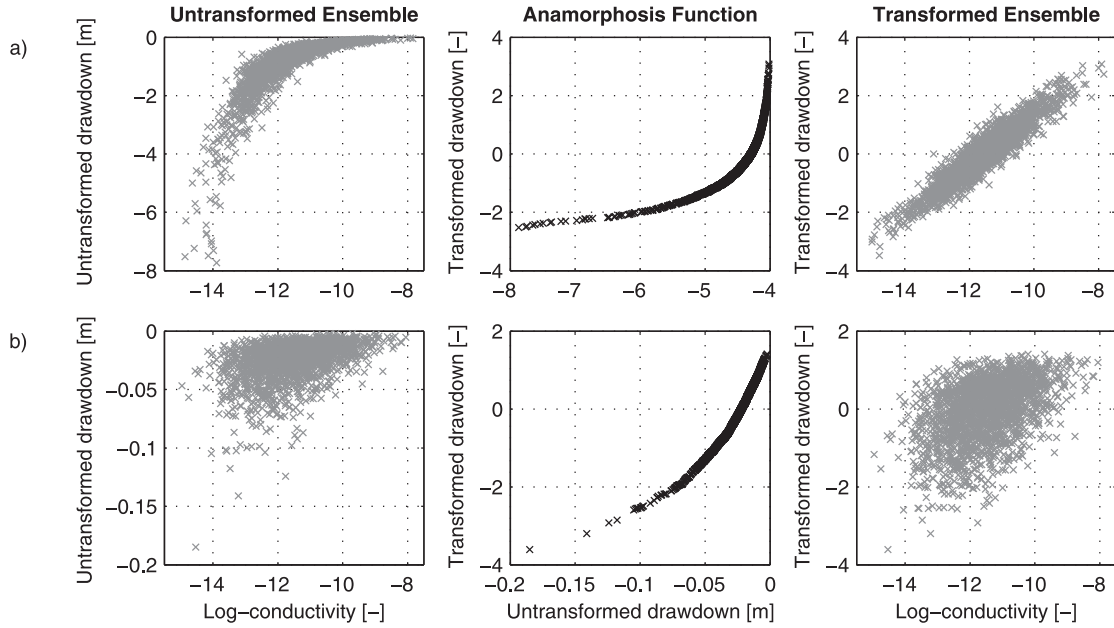 Untransformed Ensemble
Anamorphosis Function
Transformed Ensemble
a)
Untransformed drawdown [m]
0
−2
−4
−6
−8
−14 −12 −10 −8
Transformed drawdown [−]
4
2
0
−2
−4
−8 −7 −6 −5 −4
Transformed drawdown [−]
4
2
0
−2
−4
−14 −12 −10 −8
b)
Untransformed drawdown [m]
0
−0.05
−0.1
−0.15
−0.2
−14 −12 −10 −8
Log−conductivity [−]
Transformed drawdown [−]
2
0
−2
−4
−0.2 −0.15 −0.1 −0.05 0
Untransformed drawdown [m]
Transformed drawdown [−]
2
0
−2
−4
−14 −12 −10 −8
Log−conductivity [−]